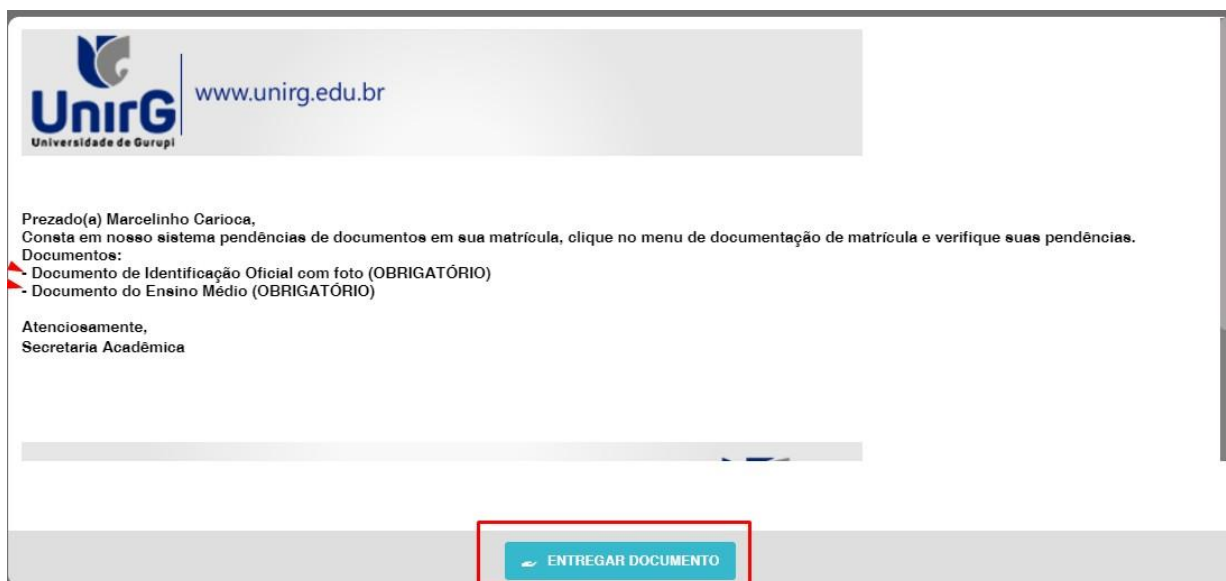 UnirG
Universidade de Gurupi
www.unirg.edu.br
Prezado(a) Marcelinho Carioca,
Consta em nosso sistema pendências de documentos em sua matrícula, clique no menu de documentação de matrícula e verifique suas pendências.
Documentos:
- Documento de Identificação Oficial com foto (OBRIGATÓRIO)
- Documento do Ensino Médio (OBRIGATÓRIO)
Atenciosamente,
Secretaria Acadêmica
ENTREGAR DOCUMENTO